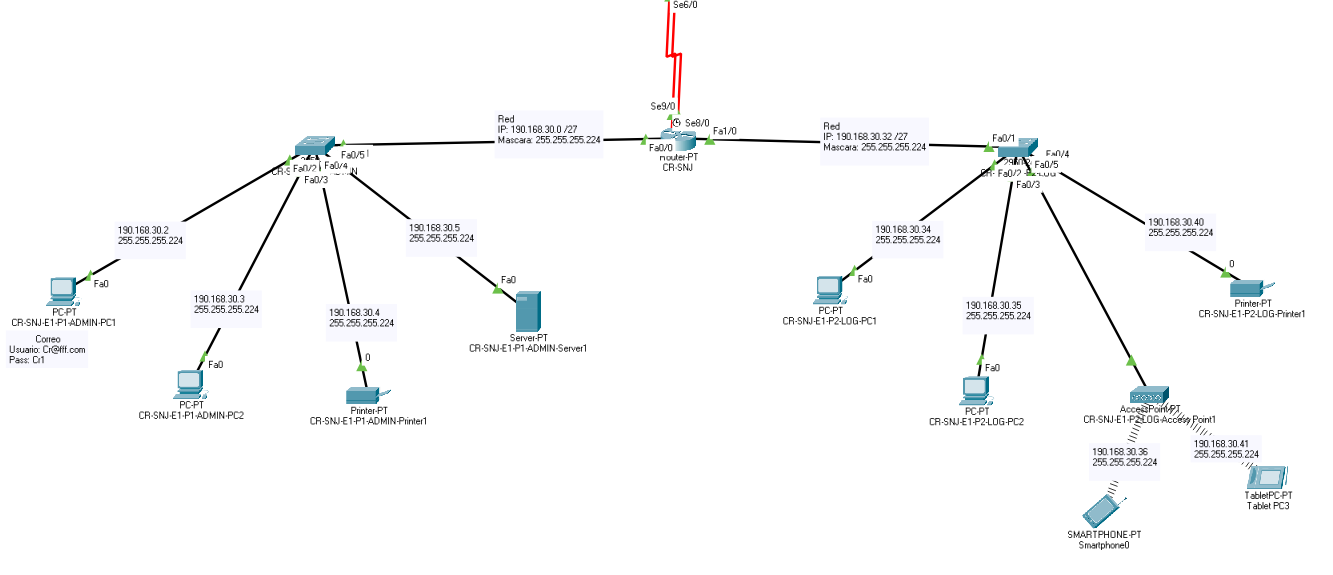 Se6/0
Se9/0
Se8/0
Fa0/0
Fa1/0
Router-PT
CR-SNJ
Red
IP: 190.168.30.0 /27
Mascara: 255.255.255.224
Red
IP: 190.168.30.32 /27
Mascara: 255.255.255.224
Fa0/5
Fa0/2
Fa0/4
Fa0/3
Fa0/1
Fa0/4
Fa0/5
Fa0/2
Fa0/3
190.168.30.2
255.255.255.224
190.168.30.3
255.255.255.224
190.168.30.4
255.255.255.224
190.168.30.5
255.255.255.224
190.168.30.34
255.255.255.224
190.168.30.35
255.255.255.224
190.168.30.40
255.255.255.224
Fa0
PC-PT
CR-SNJ-E1-P1-ADMIN-PC1
Correo
Usuario: Cr@fff.com
Pass: Cr1
Fa0
PC-PT
CR-SNJ-E1-P1-ADMIN-PC2
0
Printer-PT
CR-SNJ-E1-P1-ADMIN-Printer1
Fa0
Server-PT
CR-SNJ-E1-P1-ADMIN-Server1
Fa0
PC-PT
CR-SNJ-E1-P2-LOG-PC1
Fa0
PC-PT
CR-SNJ-E1-P2-LOG-PC2
0
Printer-PT
CR-SNJ-E1-P2-LOG-Printer1
AccessPoint-PT
CR-SNJ-E1-P2-LOG-Access Point1
190.168.30.36
255.255.255.224
190.168.30.41
255.255.255.224
SMARTPHONE-PT
Smartphone0
TabletPC-PT
Tablet PC3